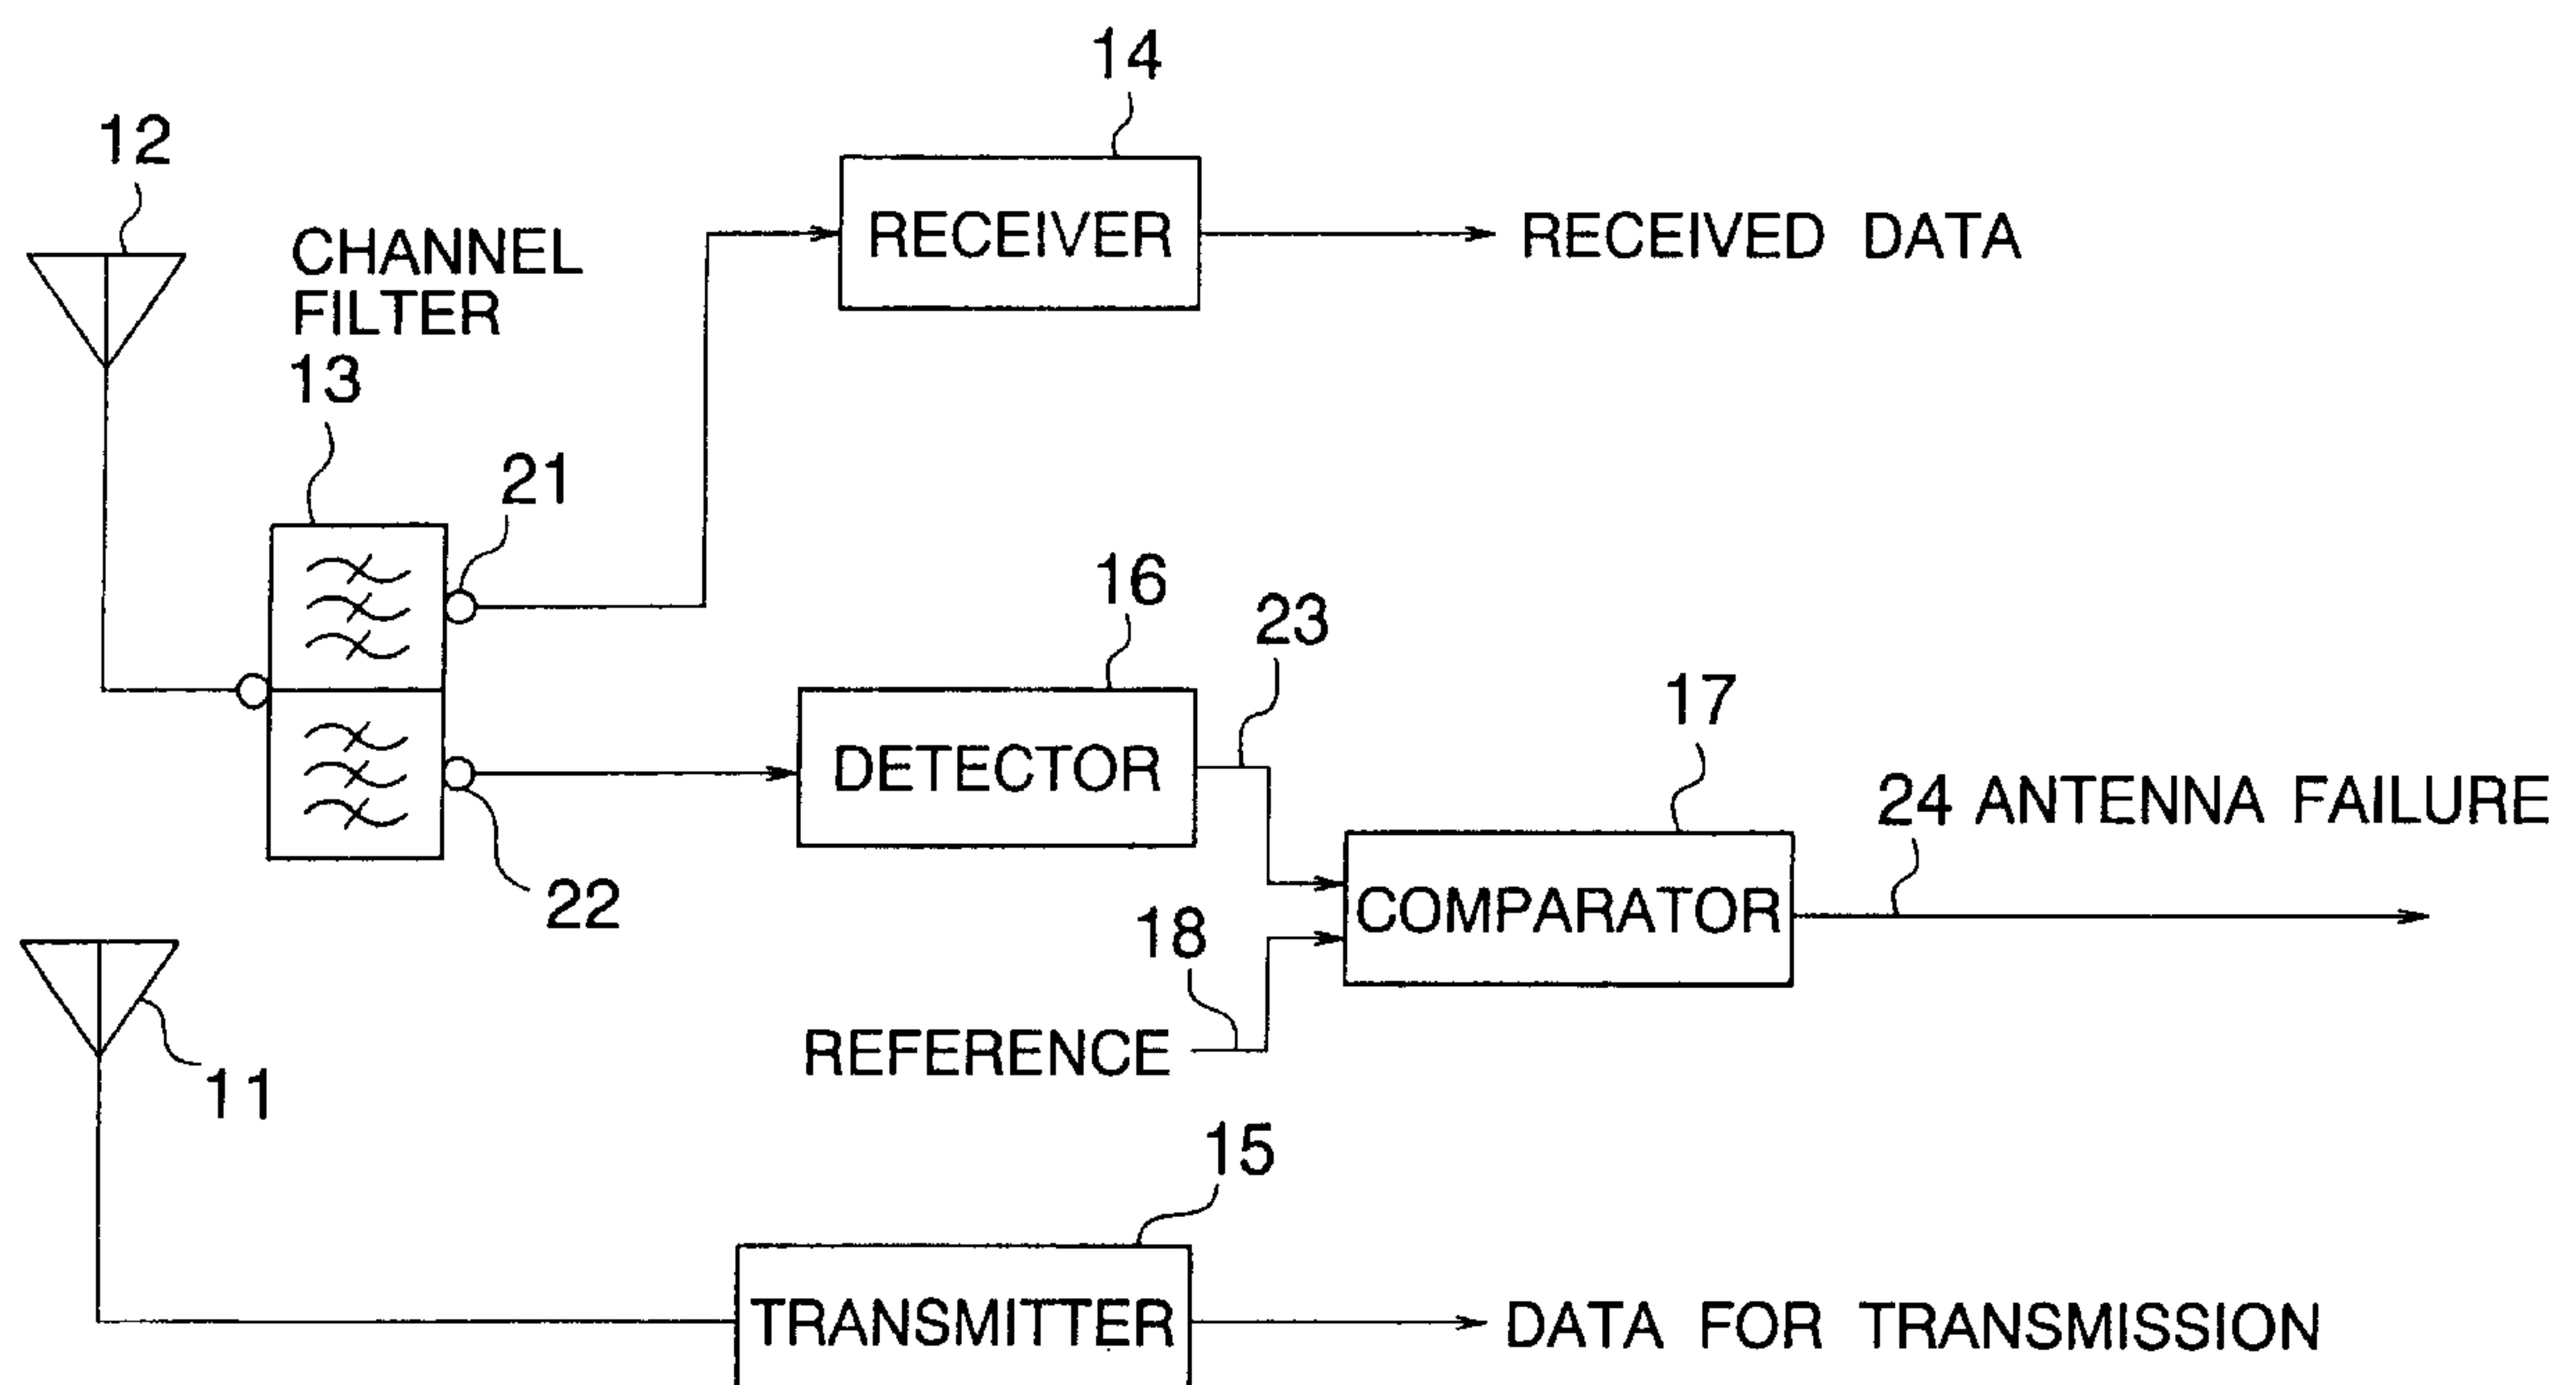 14
12
RECEIVER
RECEIVED DATA
CHANNEL
FILTER
13
21
16
23
17
DETECTOR
24 ANTENNA FAILURE
22
COMPARATOR
18
REFERENCE
11
15
TRANSMITTER
DATA FOR TRANSMISSION